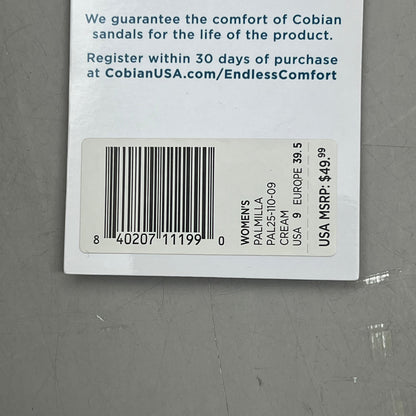 We guarantee the comfort of Cobian
sandals for the life of the product.
Register within 30 days of purchase
at CobianUSA.com/EndlessComfort
8 40207 11199 0
WOMEN'S
PALMILLA
PAL25-110-09
CREAM
USA 9 EUROPE 39.5
USA MSRP: $49.99